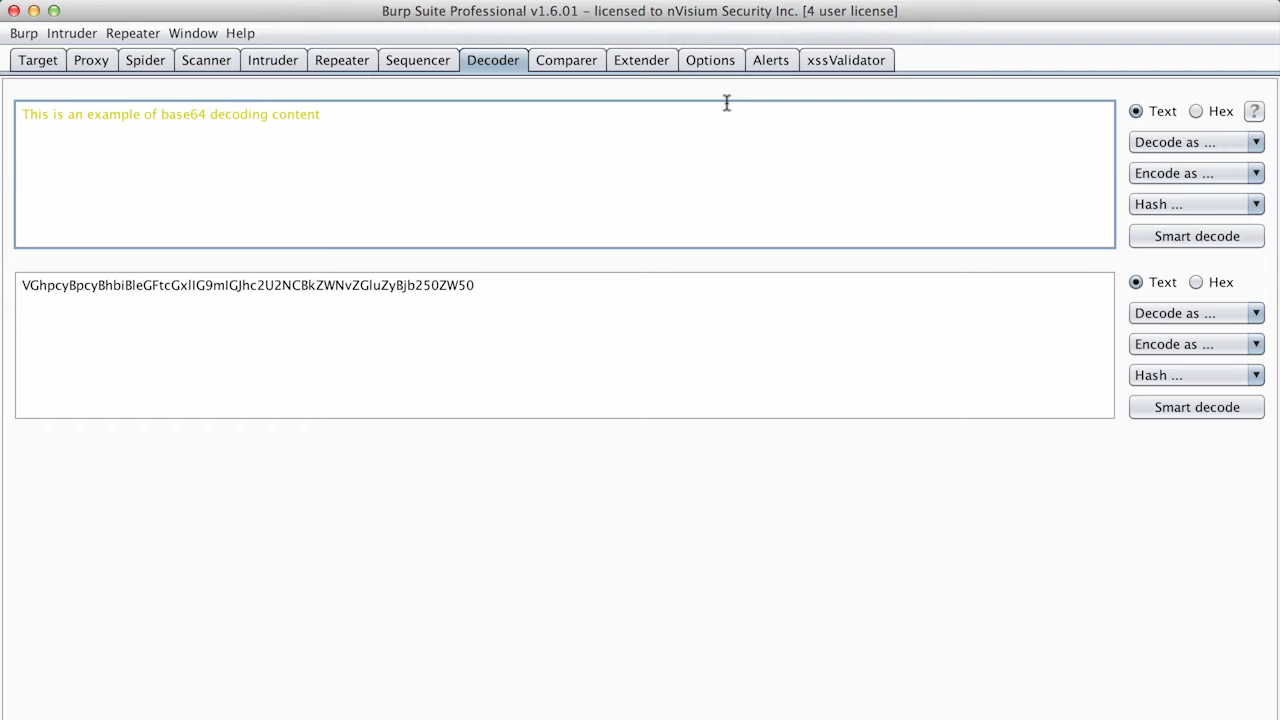 Burp Suite Professional v1.6.01 - licensed to nVisium Security Inc. [4 user license]
Burp Intruder Repeater Window Help
Target Proxy Spider Scanner Intruder Repeater Sequencer Decoder Comparer Extender Options Alerts xssValidator
This is an example of base64 decoding content
Text Hex ?
Decode as ...
Encode as ...
Hash ...
Smart decode
VGhpcyBpcyBhbiBleGFtcGxlIG9mIGJhc2U2NCBkZWNvZGluZyBjb250ZW50
Text Hex
Decode as ...
Encode as ...
Hash ...
Smart decode